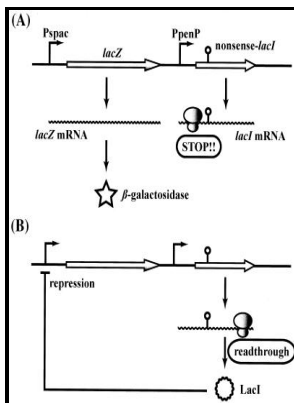 (A)
Pspac
lacZ
PpenP
nonsense-lacI
lacZ mRNA
STOP!!
lacI mRNA
β-galactosidase
(B)
repression
readthrough
LacI